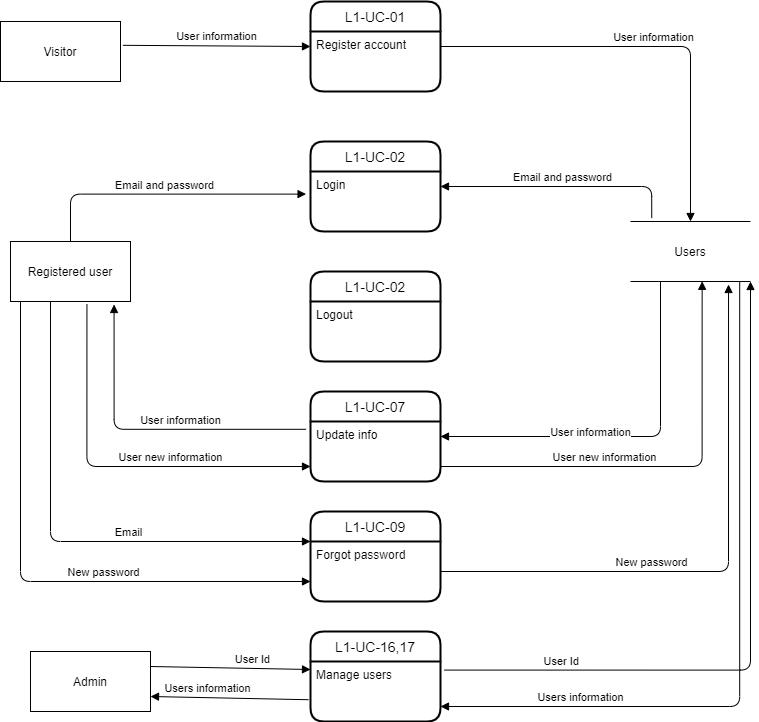 L1-UC-01
User information
User information
Visitor
Register account
L1-UC-02
Email and password
Email and password
Login
Users
Registered user
L1-UC-02
Logout
L1-UC-07
User information
User information
Update info
User new information
User new information
L1-UC-09
Email
Forgot password
New password
New password
L1-UC-16,17
User Id
User Id
Manage users
Admin
Users information
Users information